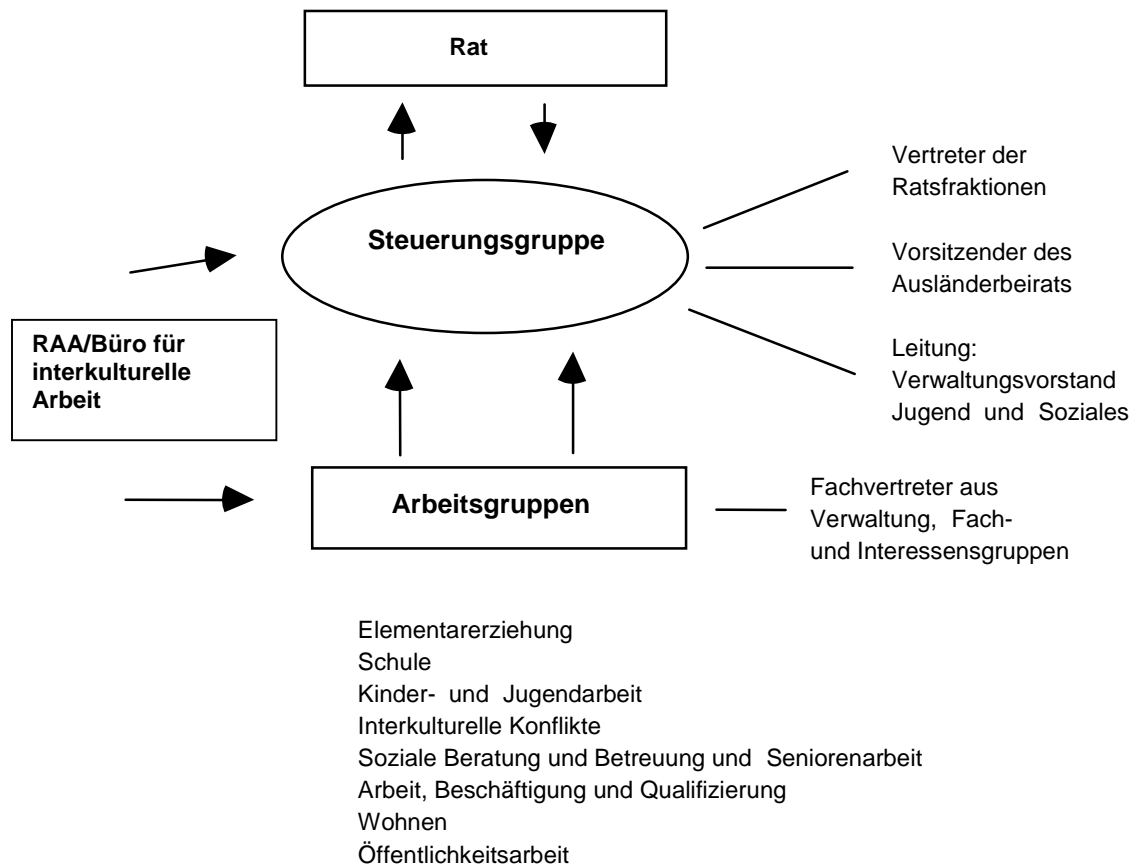 Rat
Vertreter der
Ratsfraktionen
Steuerungsgruppe
Vorsitzender des
Ausländerbeirats
RAA/Büro für
interkulturelle
Arbeit
Leitung:
Verwaltungsvorstand
Jugend und Soziales
Arbeitsgruppen
Fachvertreter aus
Verwaltung, Fach-
und Interessensgruppen
Elementarerziehung
Schule
Kinder- und Jugendarbeit
Interkulturelle Konflikte
Soziale Beratung und Betreuung und Seniorenarbeit
Arbeit, Beschäftigung und Qualifizierung
Wohnen
Öffentlichkeitsarbeit